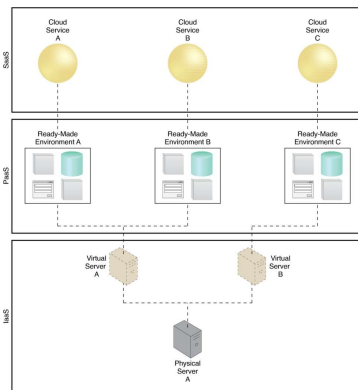 SaaS
Cloud
Service
A
Cloud
Service
B
Cloud
Service
C
PaaS
Ready-Made
Environment A
Ready-Made
Environment B
Ready-Made
Environment C
IaaS
Virtual
Server
A
Virtual
Server
B
Physical
Server
A